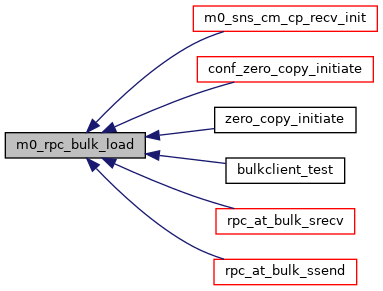 m0_sns_cm_cp_recv_init
conf_zero_copy_initiate
zero_copy_initiate
m0_rpc_bulk_load
bulkclient_test
rpc_at_bulk_srecv
rpc_at_bulk_ssend